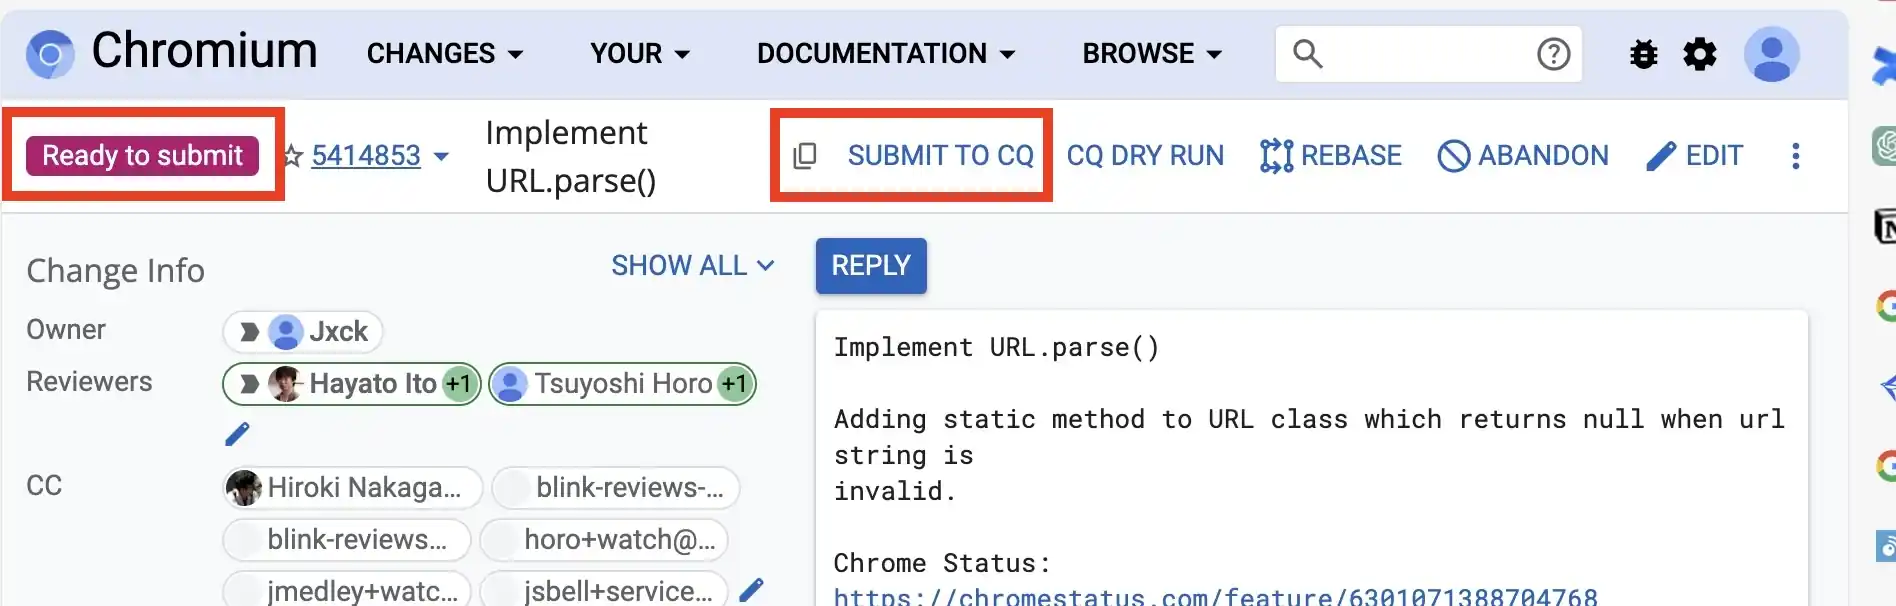 Chromium CHANGES YOUR DOCUMENTATION BROWSE
Ready to submit 5414853 Implement URL.parse() SUBMIT TO CQ CQ DRY RUN REBASE ABANDON EDIT
Change Info SHOW ALL
Owner Jxck
Reviewers Hayato Ito +1 Tsuyoshi Horo +1
CC Hiroki Nakaga... blink-reviews-...
blink-reviews... horo+watch@...
jmedley+watc... jsbell+service...
REPLY
Implement URL.parse()
Adding static method to URL class which returns null when url
string is
invalid.
Chrome Status:
https://chromestatus.com/feature/6301071388704768